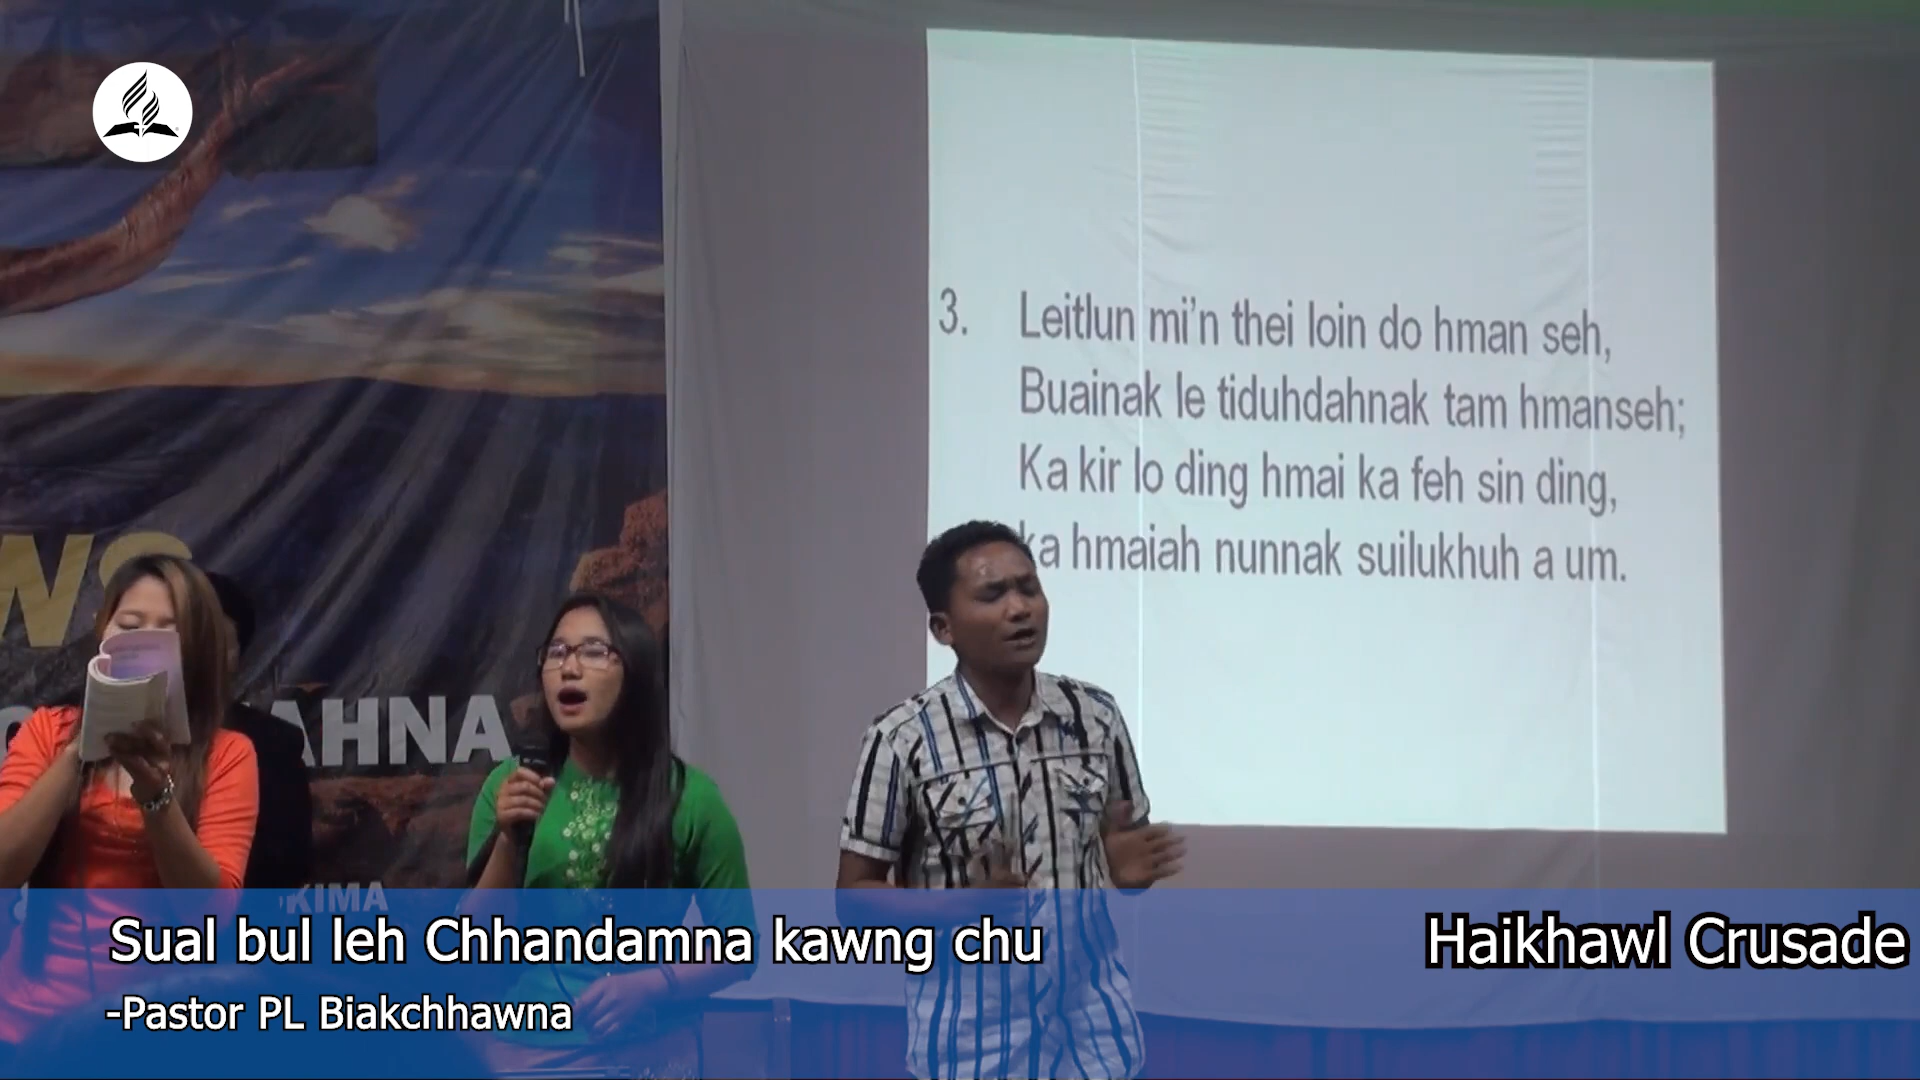 3. Leitlun mi’n thei loin do hman seh,
Buainak le tiduhdahnak tam hmanseh;
Ka kir lo ding hmai ka feh sin ding,
ka hmaiah nunnak suilukhuh a um.
WS
AHNA
KIMA
Sual bul leh Chhandamna kawng chu
-Pastor PL Biakchhawna
Haikhawl Crusade